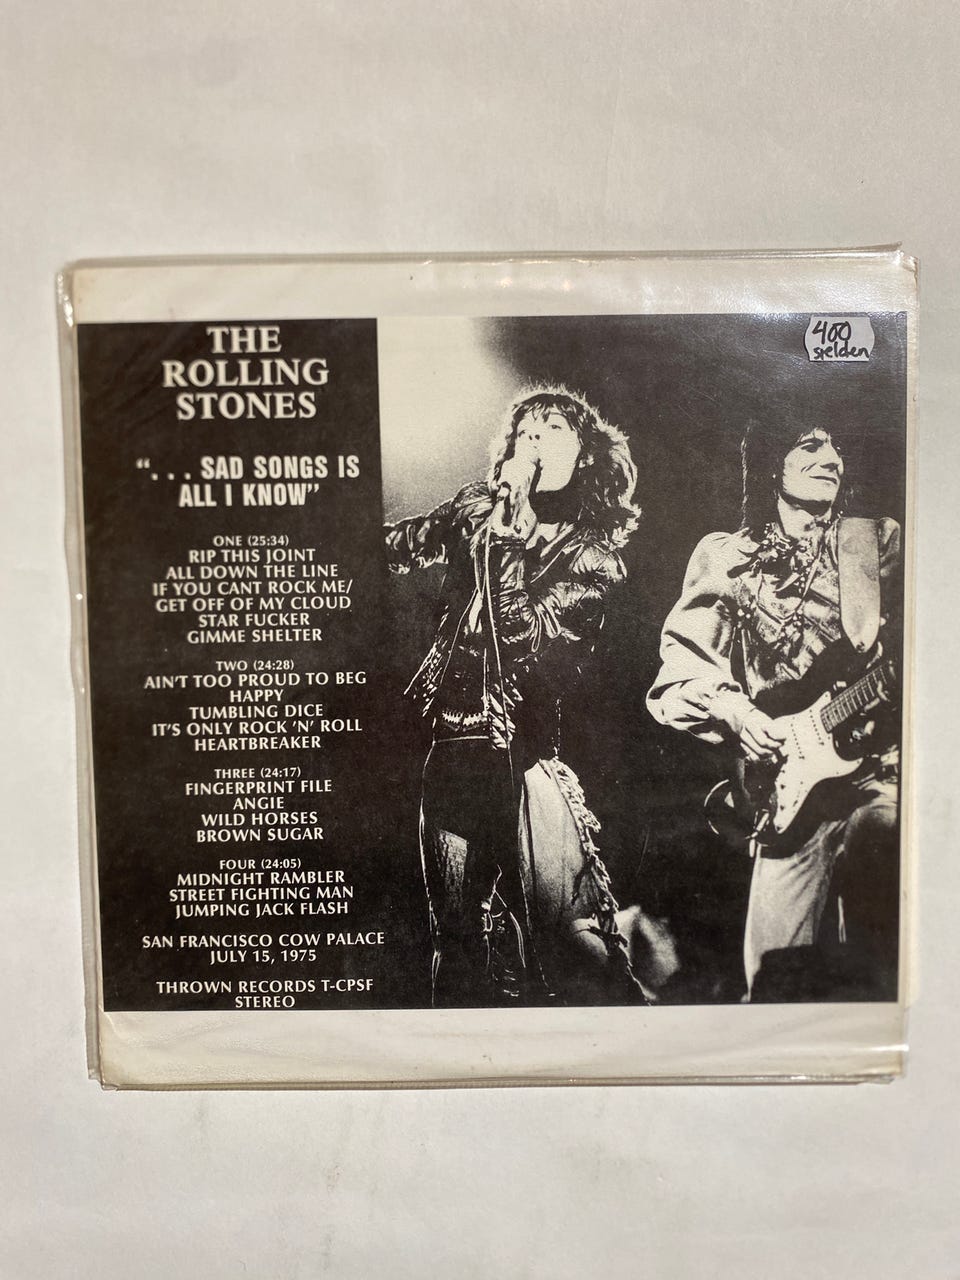 THE
ROLLING
STONES
". . . SAD SONGS IS
ALL I KNOW"
ONE (25:34)
RIP THIS JOINT
ALL DOWN THE LINE
IF YOU CANT ROCK ME/
GET OFF OF MY CLOUD
STAR FUCKER
GIMME SHELTER
TWO (24:28)
AIN'T TOO PROUD TO BEG
HAPPY
TUMBLING DICE
IT'S ONLY ROCK 'N' ROLL
HEARTBREAKER
THREE (24:17)
FINGERPRINT FILE
ANGIE
WILD HORSES
BROWN SUGAR
FOUR (24:05)
MIDNIGHT RAMBLER
STREET FIGHTING MAN
JUMPING JACK FLASH
SAN FRANCISCO COW PALACE
JULY 15, 1975
THROWN RECORDS T-CPSF
STEREO
400
sjelden